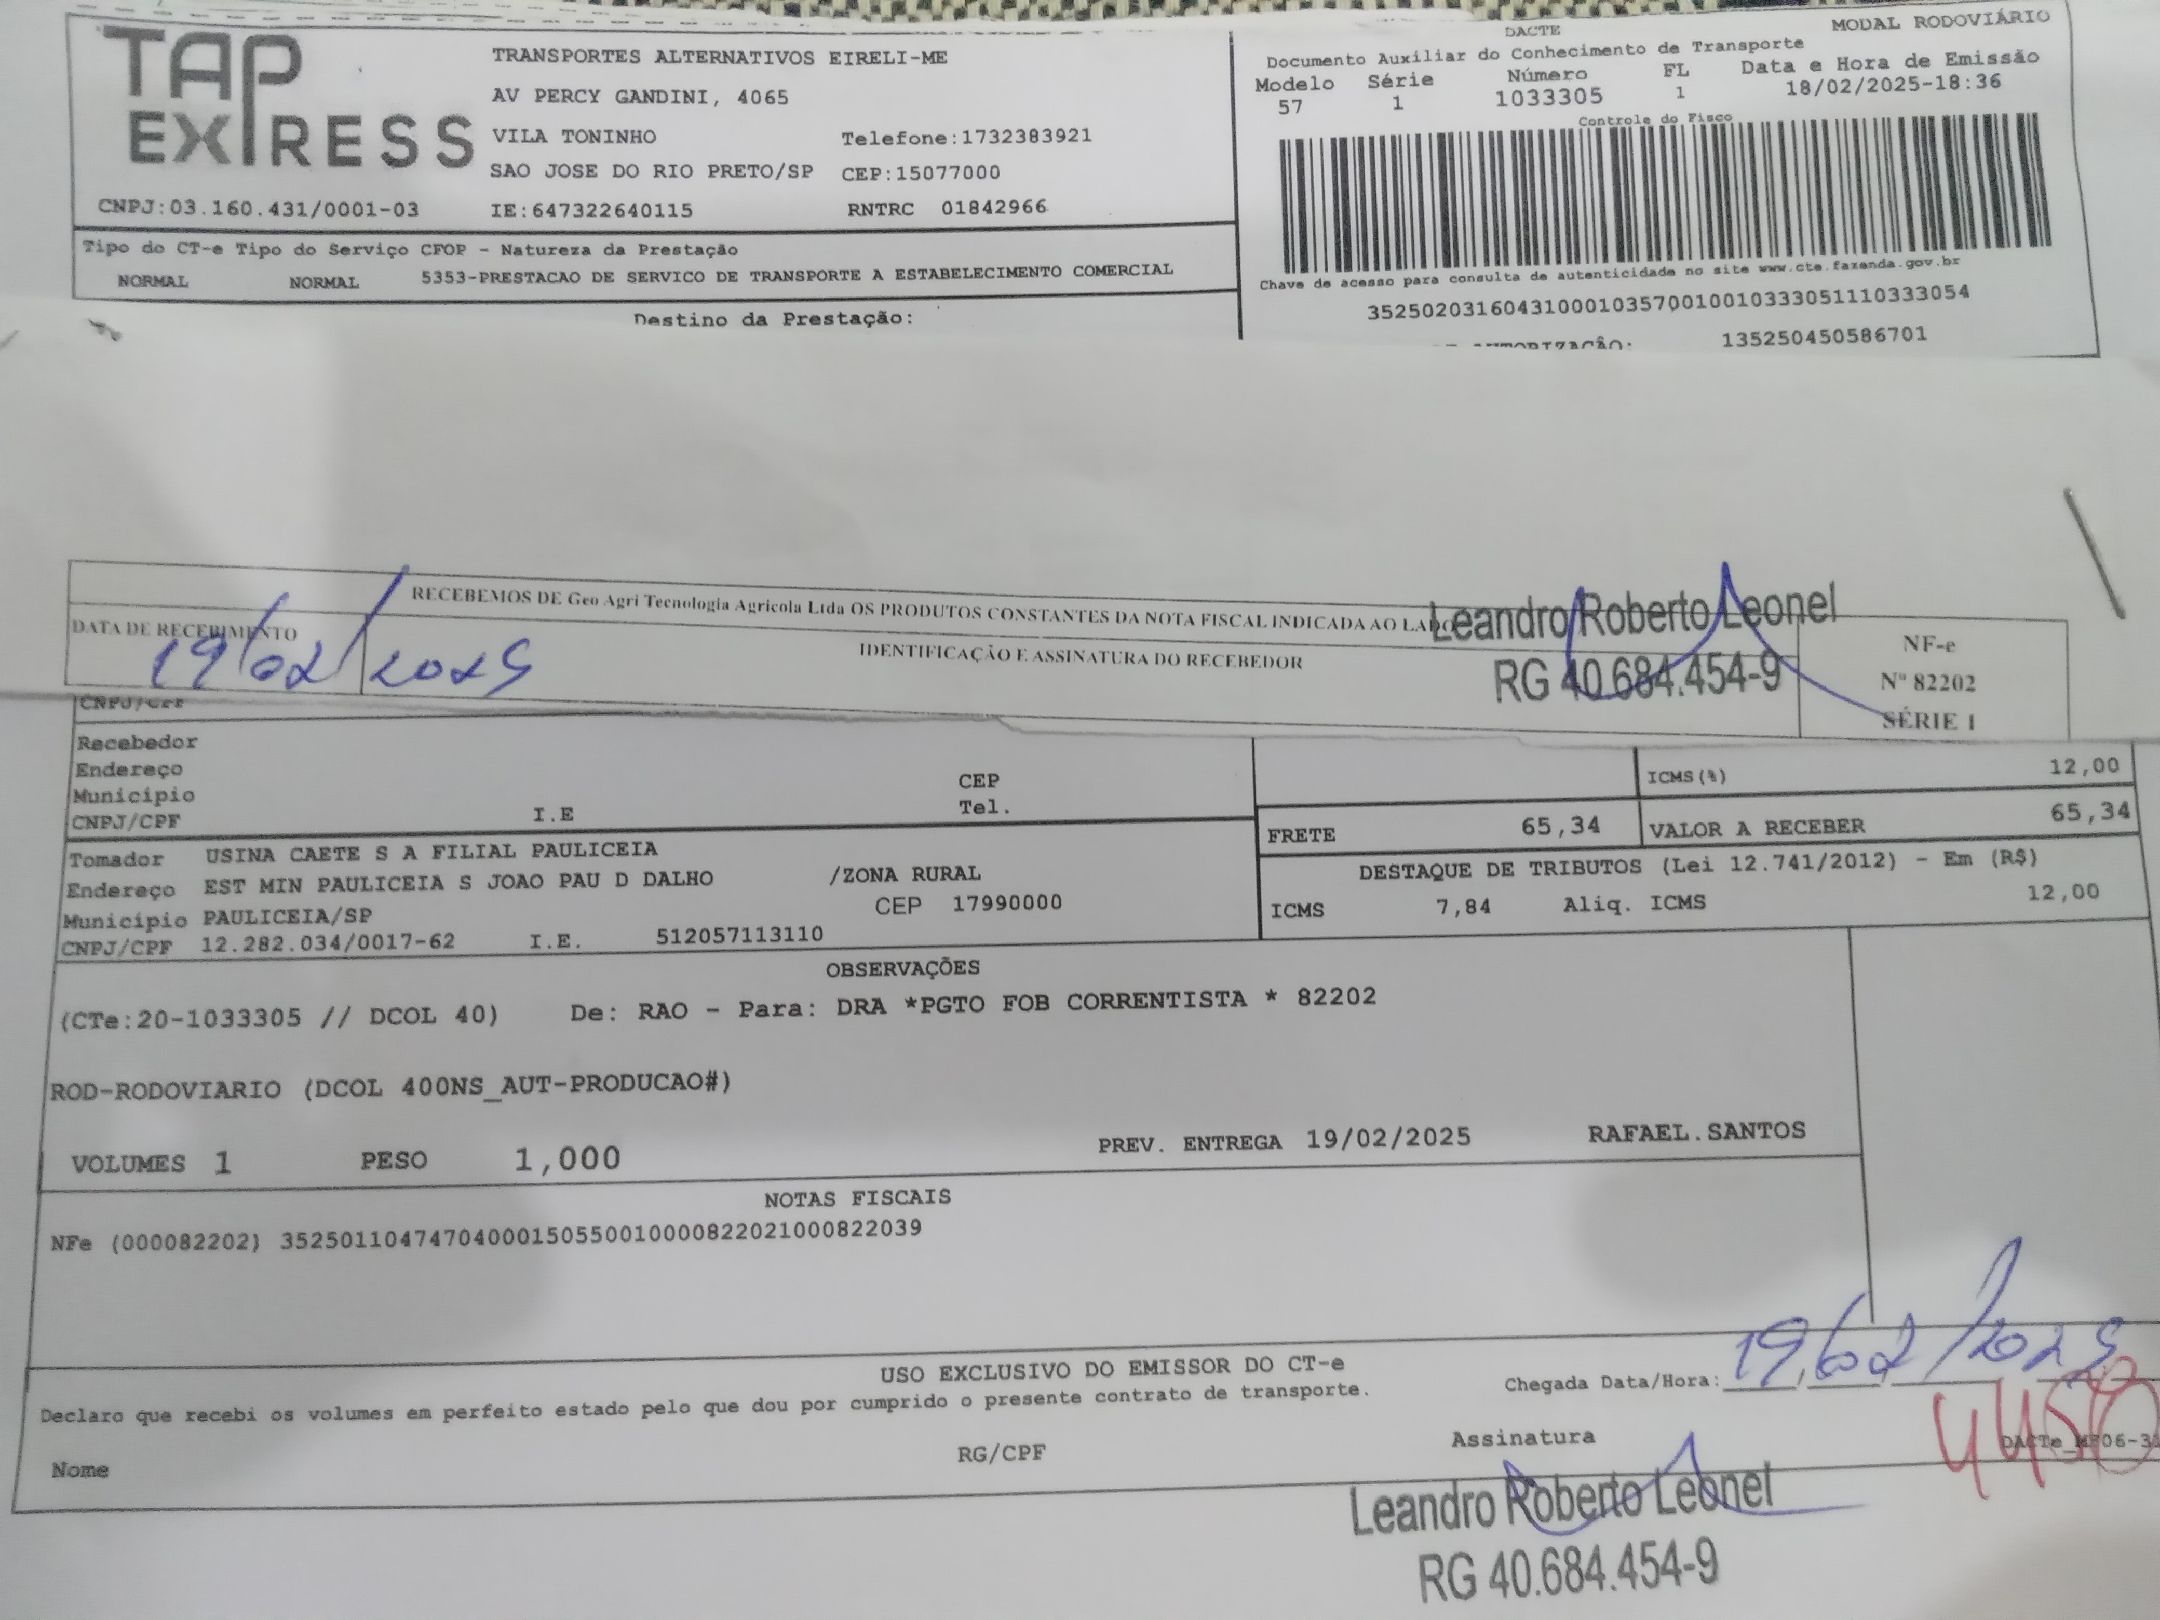 TAP
EXPRESS
TRANSPORTES ALTERNATIVOS EIRELI-ME
AV PERCY GANDINI, 4065
VILA TONINHO Telefone:1732383921
SAO JOSE DO RIO PRETO/SP CEP:15077000
CNPJ:03.160.431/0001-03 IE:647322640115 RNTRC 01842966
Tipo do CT-e Tipo do Serviço CFOP - Natureza da Prestação
NORMAL NORMAL 5353-PRESTACAO DE SERVICO DE TRANSPORTE A ESTABELECIMENTO COMERCIAL
Destino da Prestação:
DACTE MODAL RODOVIÁRIO
Documento Auxiliar do Conhecimento de Transporte
Modelo Série Número FL Data e Hora de Emissão
57 1 1033305 1 18/02/2025-18:36
Controle do Fisco
Chave de acesso para consulta de autenticidade no site www.cte.fazenda.gov.br
35250203160431000103570010010333051110333054
AUTORIZAÇÃO: 135250450586701
RECEBEMOS DE Geo Agri Tecnologia Agricola Ltda OS PRODUTOS CONSTANTES DA NOTA FISCAL INDICADA AO LADO
DATA DE RECEBIMENTO
19/02/2025
IDENTIFICAÇÃO E ASSINATURA DO RECEBEDOR
Leandro Roberto Leonel
RG 40.684.454-9
NF-e
Nº 82202
SÉRIE 1
CNPJ/CPF
Recebedor
Endereço CEP
Município Tel.
CNPJ/CPF I.E
ICMS(%) 12,00
FRETE 65,34 VALOR A RECEBER 65,34
Tomador USINA CAETE S A FILIAL PAULICEIA
Endereço EST MIN PAULICEIA S JOAO PAU D DALHO /ZONA RURAL
Município PAULICEIA/SP CEP 17990000
CNPJ/CPF 12.282.034/0017-62 I.E. 512057113110
DESTAQUE DE TRIBUTOS (Lei 12.741/2012) - Em (R$)
ICMS 7,84 Aliq. ICMS 12,00
OBSERVAÇÕES
(CTe:20-1033305 // DCOL 40) De: RAO - Para: DRA *PGTO FOB CORRENTISTA * 82202
ROD-RODOVIARIO (DCOL 400NS_AUT-PRODUCAO#)
VOLUMES 1 PESO 1,000 PREV. ENTREGA 19/02/2025 RAFAEL.SANTOS
NOTAS FISCAIS
NFe (000082202) 35250110474704000150550010000822021000822039
USO EXCLUSIVO DO EMISSOR DO CT-e
Declaro que recebi os volumes em perfeito estado pelo que dou por cumprido o presente contrato de transporte.
Chegada Data/Hora: 19/02/2025
Nome RG/CPF Assinatura
Leandro Roberto Leonel
RG 40.684.454-9